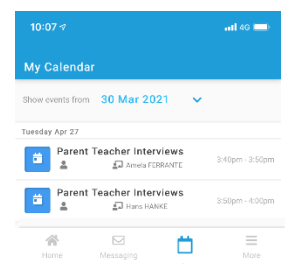 10:07 4G
My Calendar
Show events from 30 Mar 2021
Tuesday Apr 27
Parent Teacher Interviews
Amela FERRANTE 3:40pm - 3:50pm
Parent Teacher Interviews
Hans HANKE 3:50pm - 4:00pm
Home Messaging More